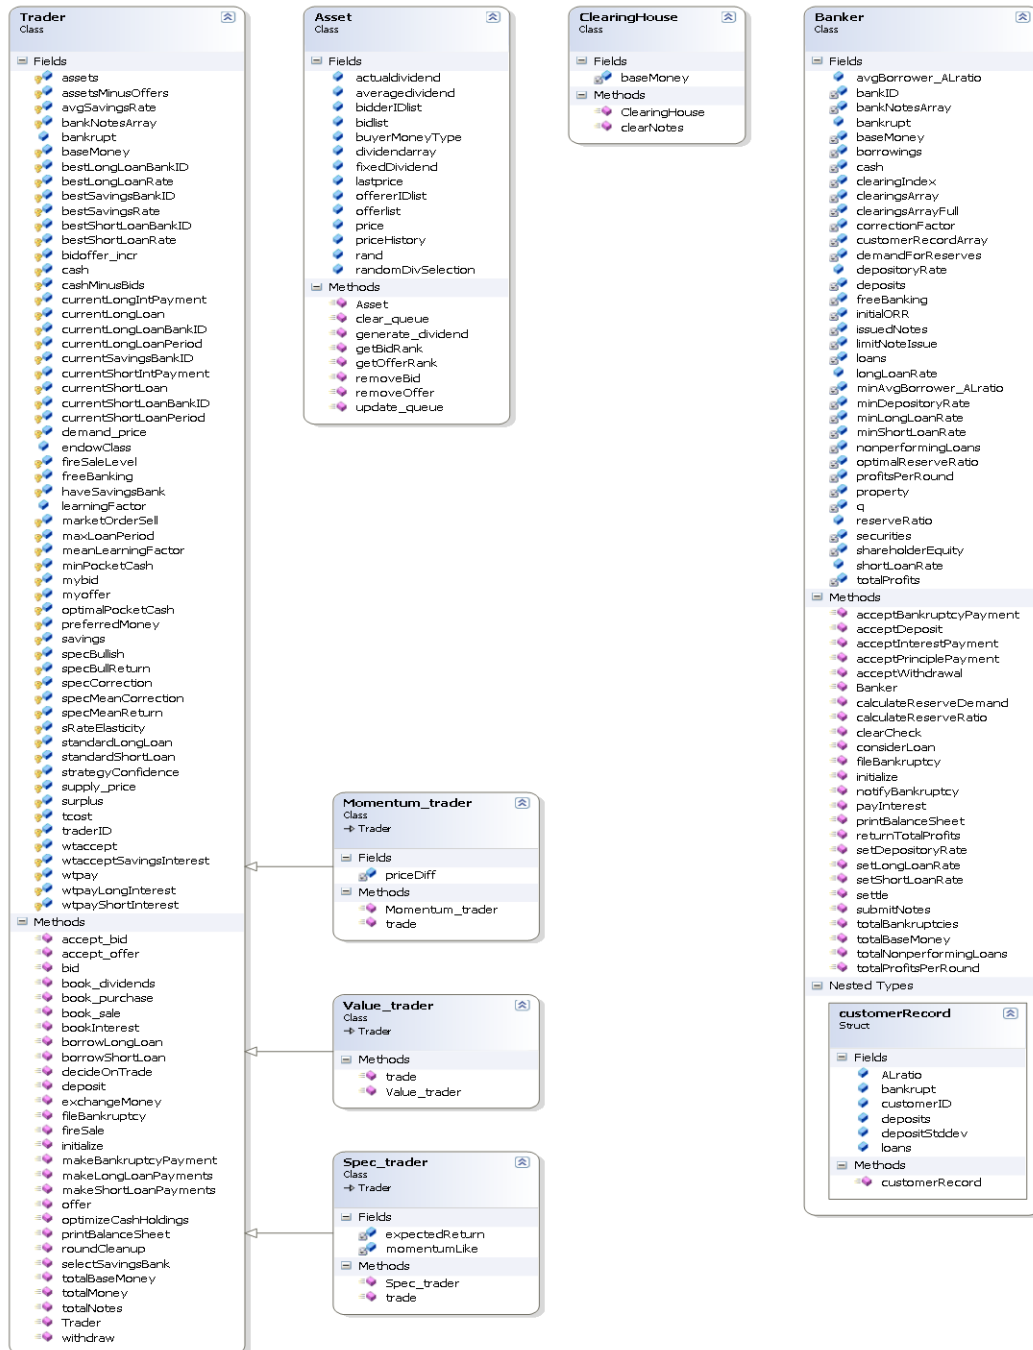 Trader
Class
Fields
assets
assetsMinusOffers
avgSavingsRate
bankNotesArray
bankrupt
baseMoney
bestLongLoanBankID
bestLongLoanRate
bestSavingsBankID
bestSavingsRate
bestShortLoanBankID
bestShortLoanRate
bidoffer_incr
cash
cashMinusBids
currentLongIntPayment
currentLongLoan
currentLongLoanBankID
currentLongLoanPeriod
currentSavingsBankID
currentShortIntPayment
currentShortLoan
currentShortLoanBankID
currentShortLoanPeriod
demand_price
endowClass
fireSaleLevel
freeBanking
haveSavingsBank
learningFactor
marketOrderSell
maxLoanPeriod
meanLearningFactor
minPocketCash
mybid
myoffer
optimalPocketCash
preferredMoney
savings
specBullish
specBullReturn
specCorrection
specMeanCorrection
specMeanReturn
sRateElasticity
standardLongLoan
standardShortLoan
strategyConfidence
supply_price
surplus
tcost
traderID
wtaccept
wtacceptSavingsInterest
wtpay
wtpayLongInterest
wtpayShortInterest
Methods
accept_bid
accept_offer
bid
book_dividends
book_purchase
book_sale
bookInterest
borrowLongLoan
borrowShortLoan
decideOnTrade
deposit
exchangeMoney
fileBankruptcy
fireSale
initialize
makeBankruptcyPayment
makeLongLoanPayments
makeShortLoanPayments
offer
optimizeCashHoldings
printBalanceSheet
roundCleanup
selectSavingsBank
totalBaseMoney
totalMoney
totalNotes
Trader
withdraw
Asset
Class
Fields
actualdividend
averagedividend
bidderIDlist
bidlist
buyerMoneyType
dividendarray
fixedDividend
lastprice
offererIDlist
offerlist
price
priceHistory
rand
randomDivSelection
Methods
Asset
clear_queue
generate_dividend
getBidRank
getOfferRank
removeBid
removeOffer
update_queue
Momentum_trader
Class
Trader
Fields
priceDiff
Methods
Momentum_trader
trade
Value_trader
Class
Trader
Methods
trade
Value_trader
Spec_trader
Class
Trader
Fields
expectedReturn
momentumLike
Methods
Spec_trader
trade
ClearingHouse
Class
Fields
baseMoney
Methods
ClearingHouse
clearNotes
Banker
Class
Fields
avgBorrower_ALratio
bankID
bankNotesArray
bankrupt
baseMoney
borrowings
cash
clearingIndex
clearingsArray
clearingsArrayFull
correctionFactor
customerRecordArray
demandForReserves
depositoryRate
deposits
freeBanking
initialORR
issuedNotes
limitNoteIssue
loans
longLoanRate
minAvgBorrower_ALratio
minDepositoryRate
minLongLoanRate
minShortLoanRate
nonperformingLoans
optimalReserveRatio
profitsPerRound
property
q
reserveRatio
securities
shareholderEquity
shortLoanRate
totalProfits
Methods
acceptBankruptcyPayment
acceptDeposit
acceptInterestPayment
acceptPrinciplePayment
acceptWithdrawal
Banker
calculateReserveDemand
calculateReserveRatio
clearCheck
considerLoan
fileBankruptcy
initialize
notifyBankruptcy
payInterest
printBalanceSheet
returnTotalProfits
setDepositoryRate
setLongLoanRate
setShortLoanRate
settle
submitNotes
totalBankruptcies
totalBaseMoney
totalNonperformingLoans
totalProfitsPerRound
Nested Types
customerRecord
Struct
Fields
ALratio
bankrupt
customerID
deposits
depositStddev
loans
Methods
customerRecord